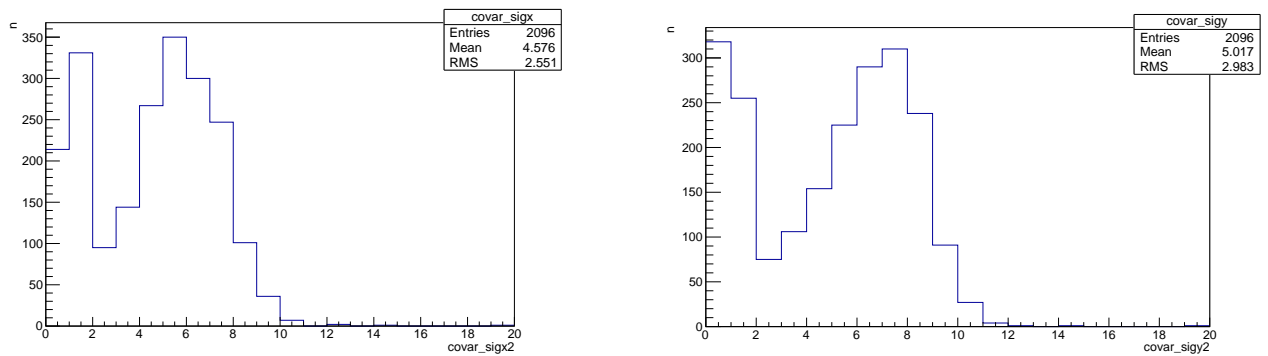 covar_sigx
Entries 2096
Mean 4.576
RMS 2.551
n
350
300
250
200
150
100
50
0
0 2 4 6 8 10 12 14 16 18 20
covar_sigx2
covar_sigy
Entries 2096
Mean 5.017
RMS 2.983
n
300
250
200
150
100
50
0
0 2 4 6 8 10 12 14 16 18 20
covar_sigy2